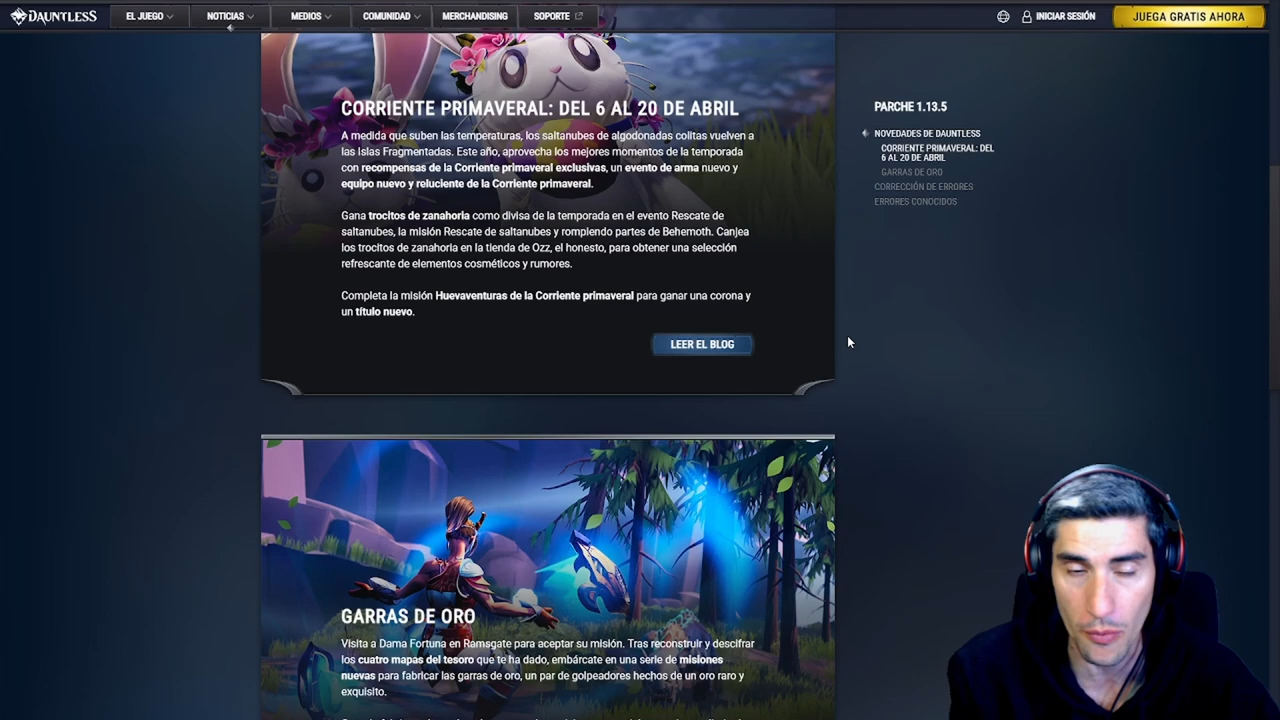 DAUNTLESS
EL JUEGO
NOTICIAS
MEDIOS
COMUNIDAD
MERCHANDISING
SOPORTE
INICIAR SESIÓN
JUEGA GRATIS AHORA
CORRIENTE PRIMAVERAL: DEL 6 AL 20 DE ABRIL
A medida que suben las temperaturas, los saltanubes de algodonadas colitas vuelven a
las Islas Fragmentadas. Este año, aprovecha los mejores momentos de la temporada
con recompensas de la Corriente primaveral exclusivas, un evento de arma nuevo y
equipo nuevo y reluciente de la Corriente primaveral.
Gana trocitos de zanahoria como divisa de la temporada en el evento Rescate de
saltanubes, la misión Rescate de saltanubes y rompiendo partes de Behemoth. Canjea
los trocitos de zanahoria en la tienda de Ozz, el honesto, para obtener una selección
refrescante de elementos cosméticos y rumores.
Completa la misión Huevaventuras de la Corriente primaveral para ganar una corona y
un título nuevo.
LEER EL BLOG
GARRAS DE ORO
Visita a Dama Fortuna en Ramsgate para aceptar su misión. Tras reconstruir y descifrar
los cuatro mapas del tesoro que te ha dado, embárcate en una serie de misiones
nuevas para fabricar las garras de oro, un par de golpeadores hechos de un oro raro y
exquisito.
PARCHE 1.13.5
NOVEDADES DE DAUNTLESS
CORRIENTE PRIMAVERAL: DEL
6 AL 20 DE ABRIL
GARRAS DE ORO
CORRECCIÓN DE ERRORES
ERRORES CONOCIDOS